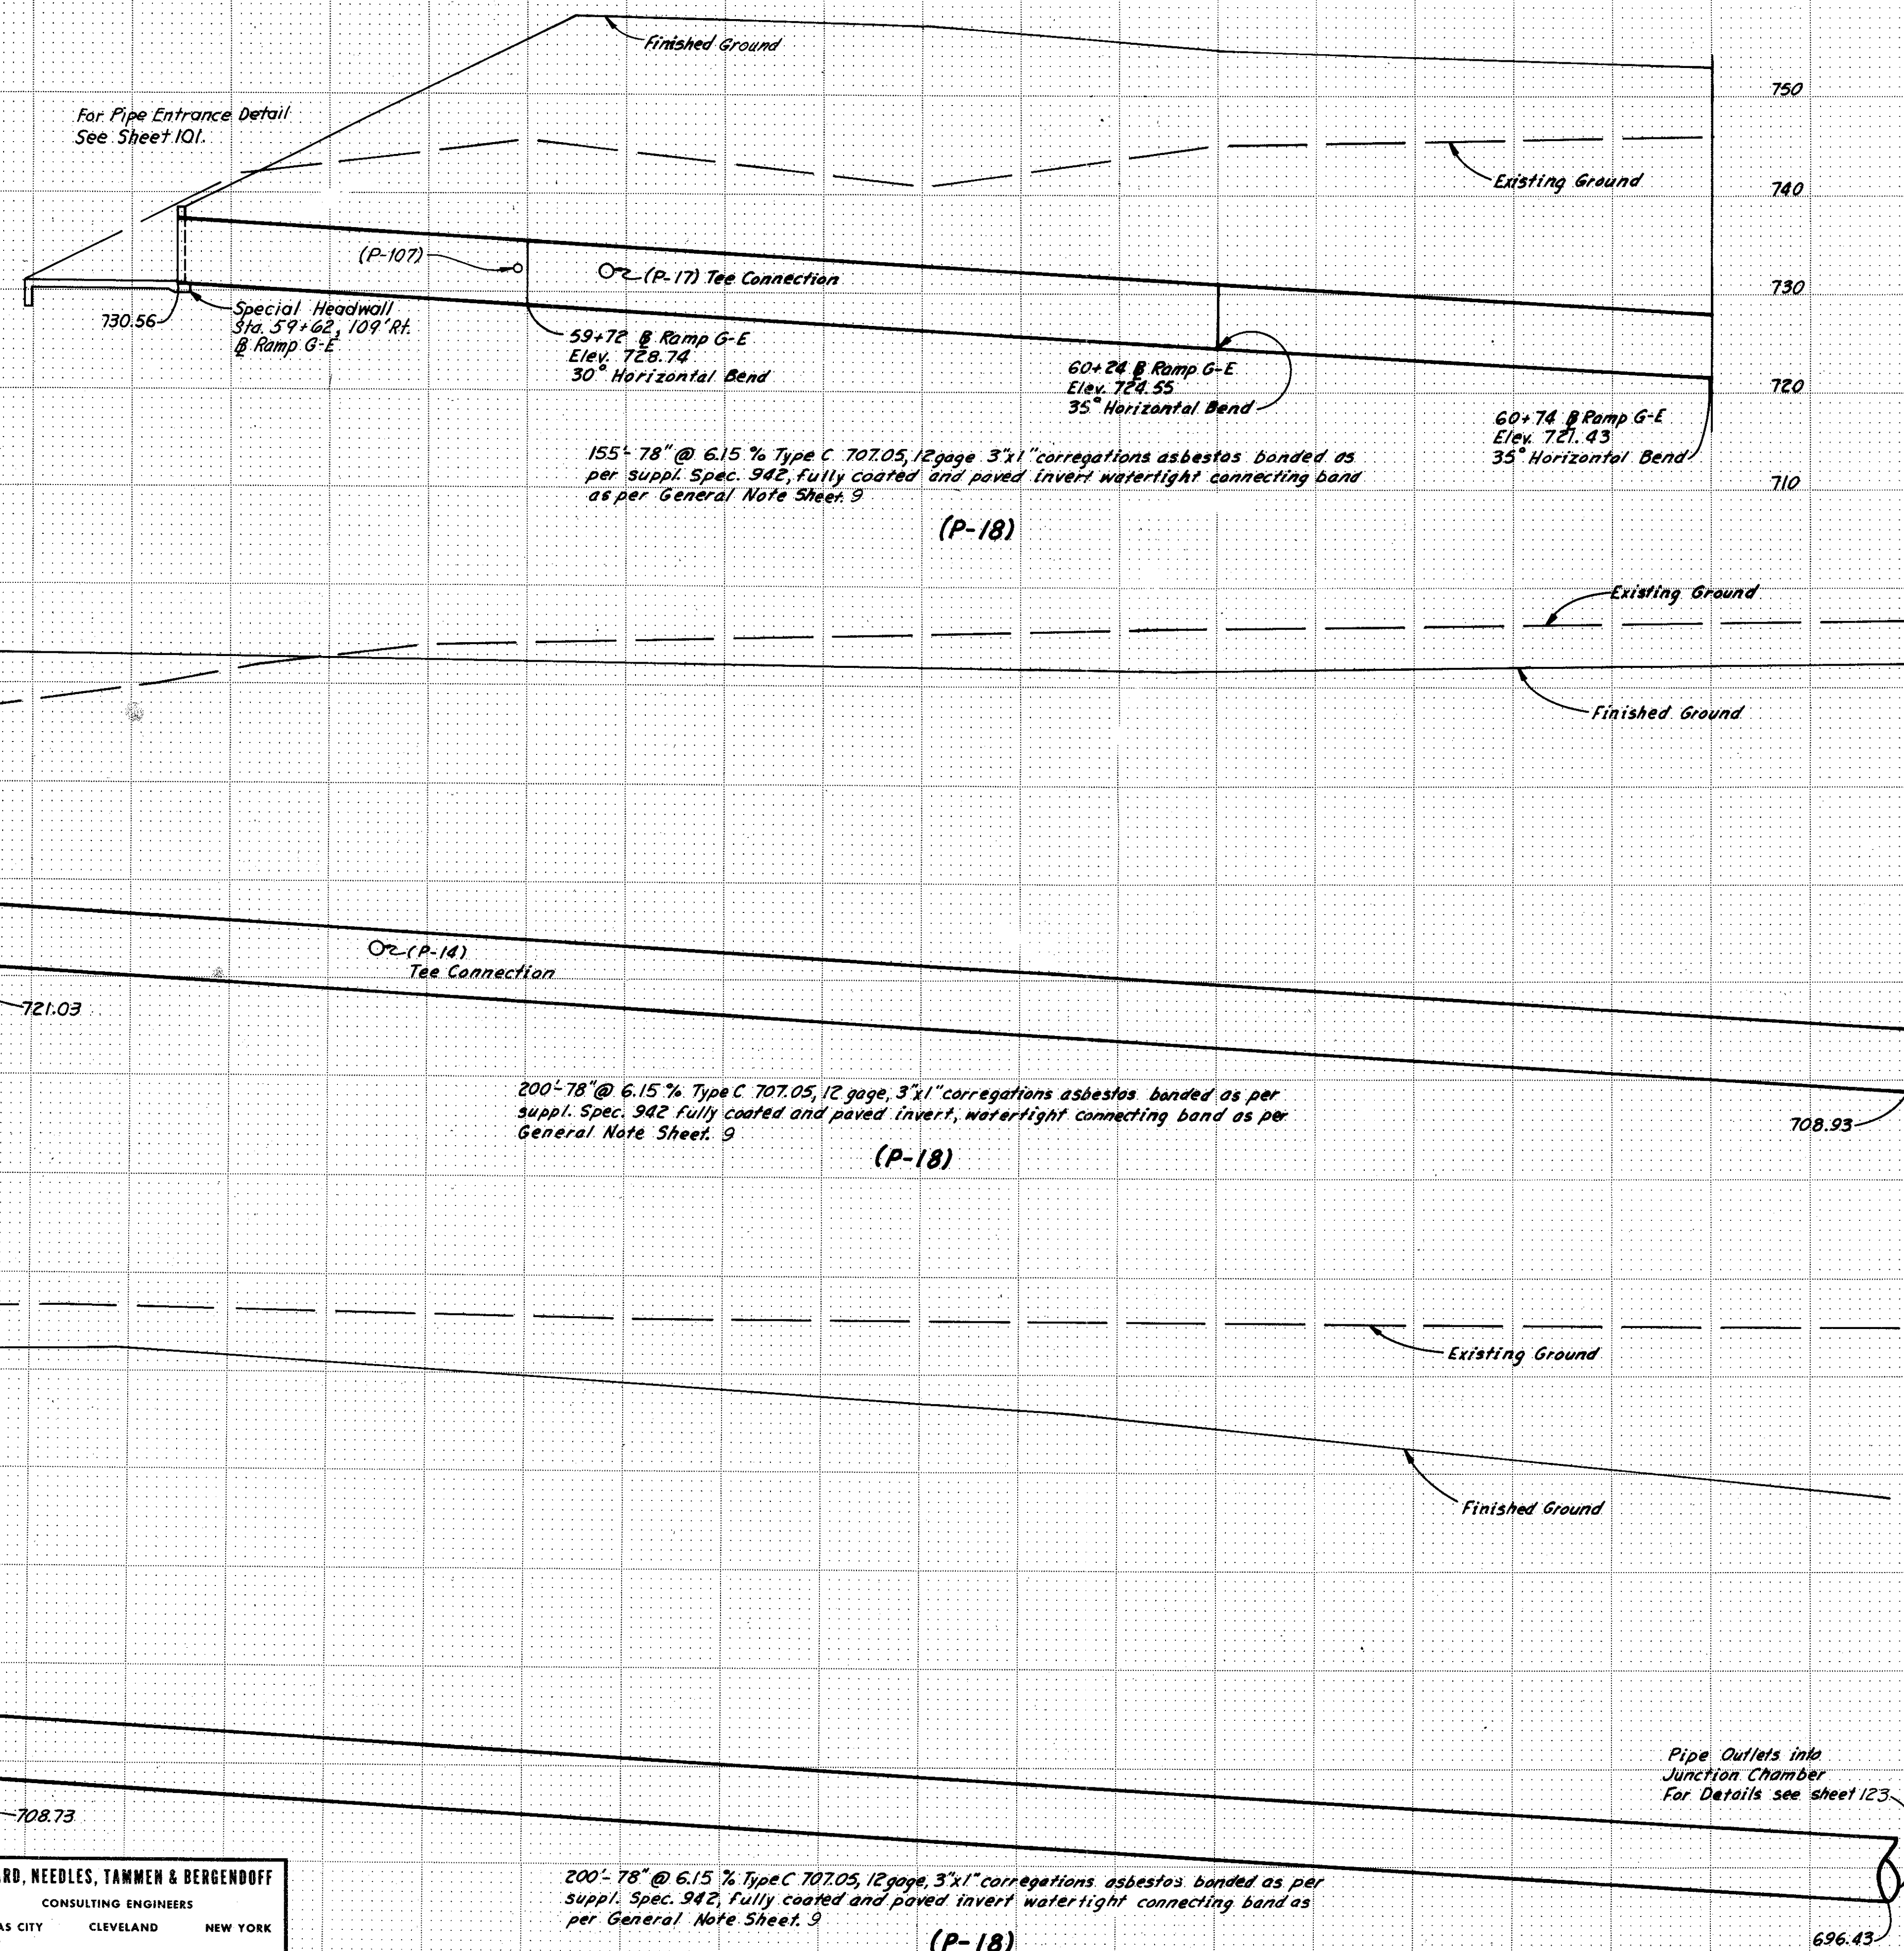 Finished Ground
750
For Pipe Entrance Detail
See Sheet 101.
Existing Ground
740
(P-107)
(P-17) Tee Connection
730
730.56
Special Headwall
Sta. 59+62, 109' Rt.
℄ Ramp G-E
59+72 ℄ Ramp G-E
Elev. 728.74
30° Horizontal Bend
60+24 ℄ Ramp G-E
Elev. 724.55
35° Horizontal Bend
720
60+74 ℄ Ramp G-E
Elev. 721.43
35° Horizontal Bend
155'-78" @ 6.15 % Type C 707.05, 12 gage 3"x1" corregations asbestos bonded as
per suppl. Spec. 942, fully coated and paved invert watertight connecting band
as per General Note Sheet. 9
710
(P-18)
Existing Ground
Finished Ground
(P-14)
Tee Connection
721.03
200'-78" @ 6.15 % Type C 707.05, 12 gage, 3"x1" corregations asbestos bonded as per
suppl. Spec. 942 fully coated and paved invert, watertight connecting band as per
General Note Sheet. 9
708.93
(P-18)
Existing Ground
Finished Ground
Pipe Outlets into
Junction Chamber
For Details see sheet 123
708.73
RD, NEEDLES, TAMMEN & BERGENDOFF
CONSULTING ENGINEERS
AS CITY CLEVELAND NEW YORK
200'-78" @ 6.15 % Type C 707.05, 12 gage, 3"x1" corregations asbestos bonded as per
suppl. Spec. 942, fully coated and paved invert watertight connecting band as
per General Note Sheet. 9
696.43
(P-18)